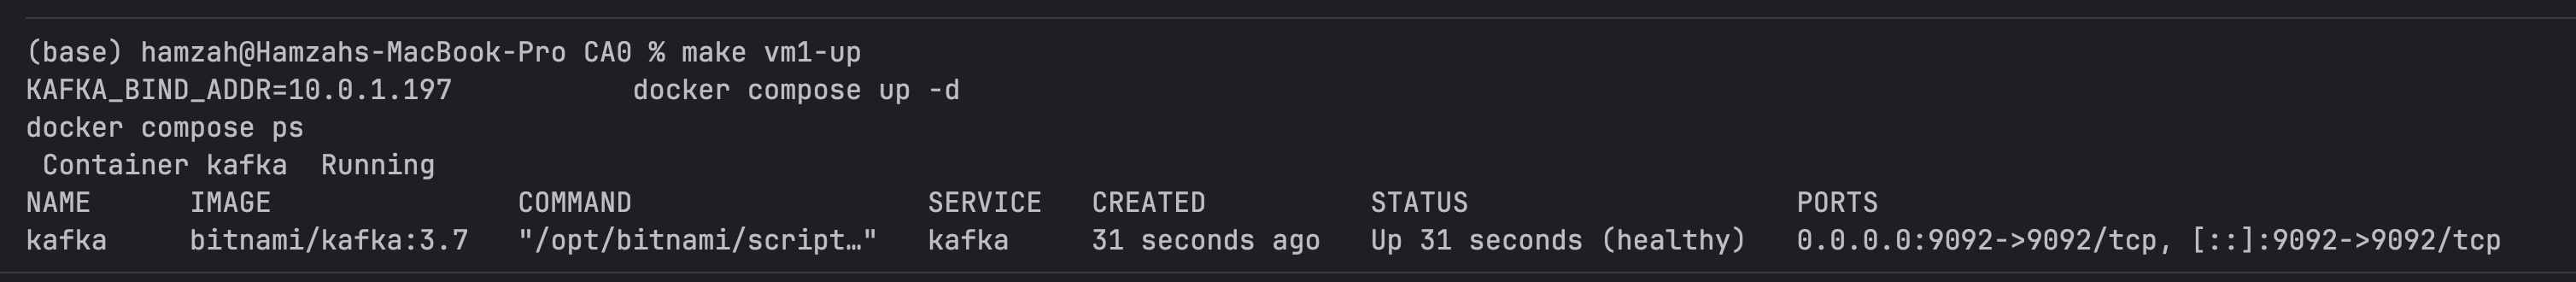 (base) hamzah@Hamzahs-MacBook-Pro CA0 % make vm1-up
KAFKA_BIND_ADDR=10.0.1.197           docker compose up -d
docker compose ps
 Container kafka  Running
NAME      IMAGE               COMMAND                  SERVICE   CREATED          STATUS                    PORTS
kafka     bitnami/kafka:3.7   "/opt/bitnami/script…"   kafka     31 seconds ago   Up 31 seconds (healthy)   0.0.0.0:9092->9092/tcp, [::]:9092->9092/tcp